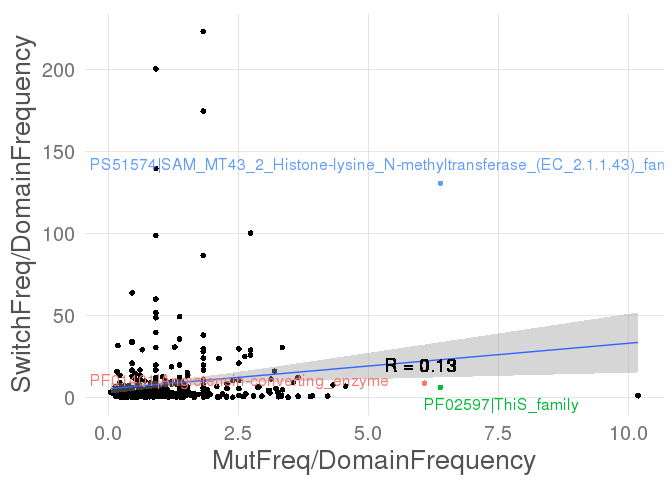 SwitchFreq/DomainFrequency
200
150
100
50
0
PS51574|SAM_MT43_2_Histone-lysine_N-methyltransferase_(EC_2.1.1.43)_fam
R = 0.13
PF02597|ThiS_family
0.0 2.5 5.0 7.5 10.0
MutFreq/DomainFrequency